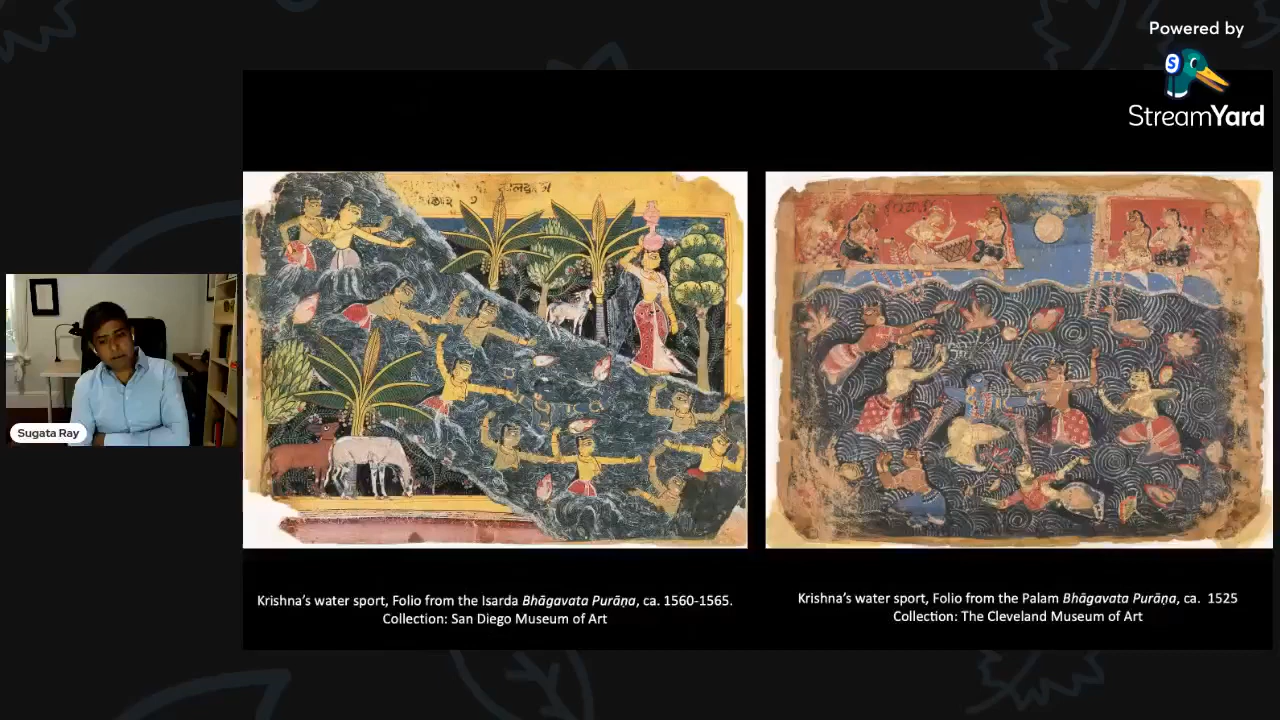 Powered by
StreamYard
Sugata Ray
Krishna's water sport, Folio from the Isarda Bhāgavata Purāṇa, ca. 1560-1565.
Collection: San Diego Museum of Art
Krishna's water sport, Folio from the Palam Bhāgavata Purāṇa, ca. 1525
Collection: The Cleveland Museum of Art